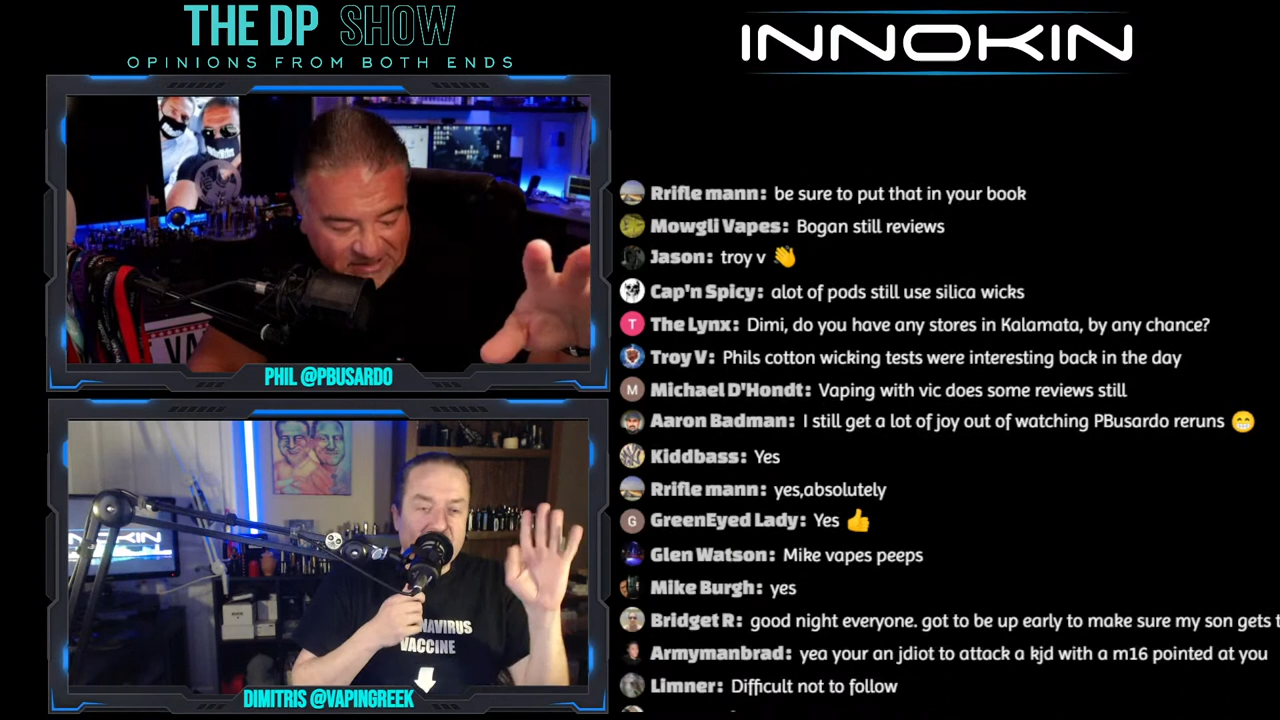 THE DP SHOW
OPINIONS FROM BOTH ENDS
INNOKIN
VA
PHIL @PBUSARDO
INNOKIN
VACCINE
DIMITRIS @VAPINGREEK
Rrifle mann: be sure to put that in your book
Mowgli Vapes: Bogan still reviews
Jason: troy v 👋
Cap'n Spicy: alot of pods still use silica wicks
T The Lynx: Dimi, do you have any stores in Kalamata, by any chance?
Troy V: Phils cotton wicking tests were interesting back in the day
M Michael D'Hondt: Vaping with vic does some reviews still
Aaron Badman: I still get a lot of joy out of watching PBusardo reruns 😁
Kiddbass: Yes
Rrifle mann: yes,absolutely
G GreenEyed Lady: Yes 👍
Glen Watson: Mike vapes peeps
Mike Burgh: yes
Bridget R: good night everyone. got to be up early to make sure my son gets t
Armymanbrad: yea your an jdiot to attack a kjd with a m16 pointed at you
Limner: Difficult not to follow